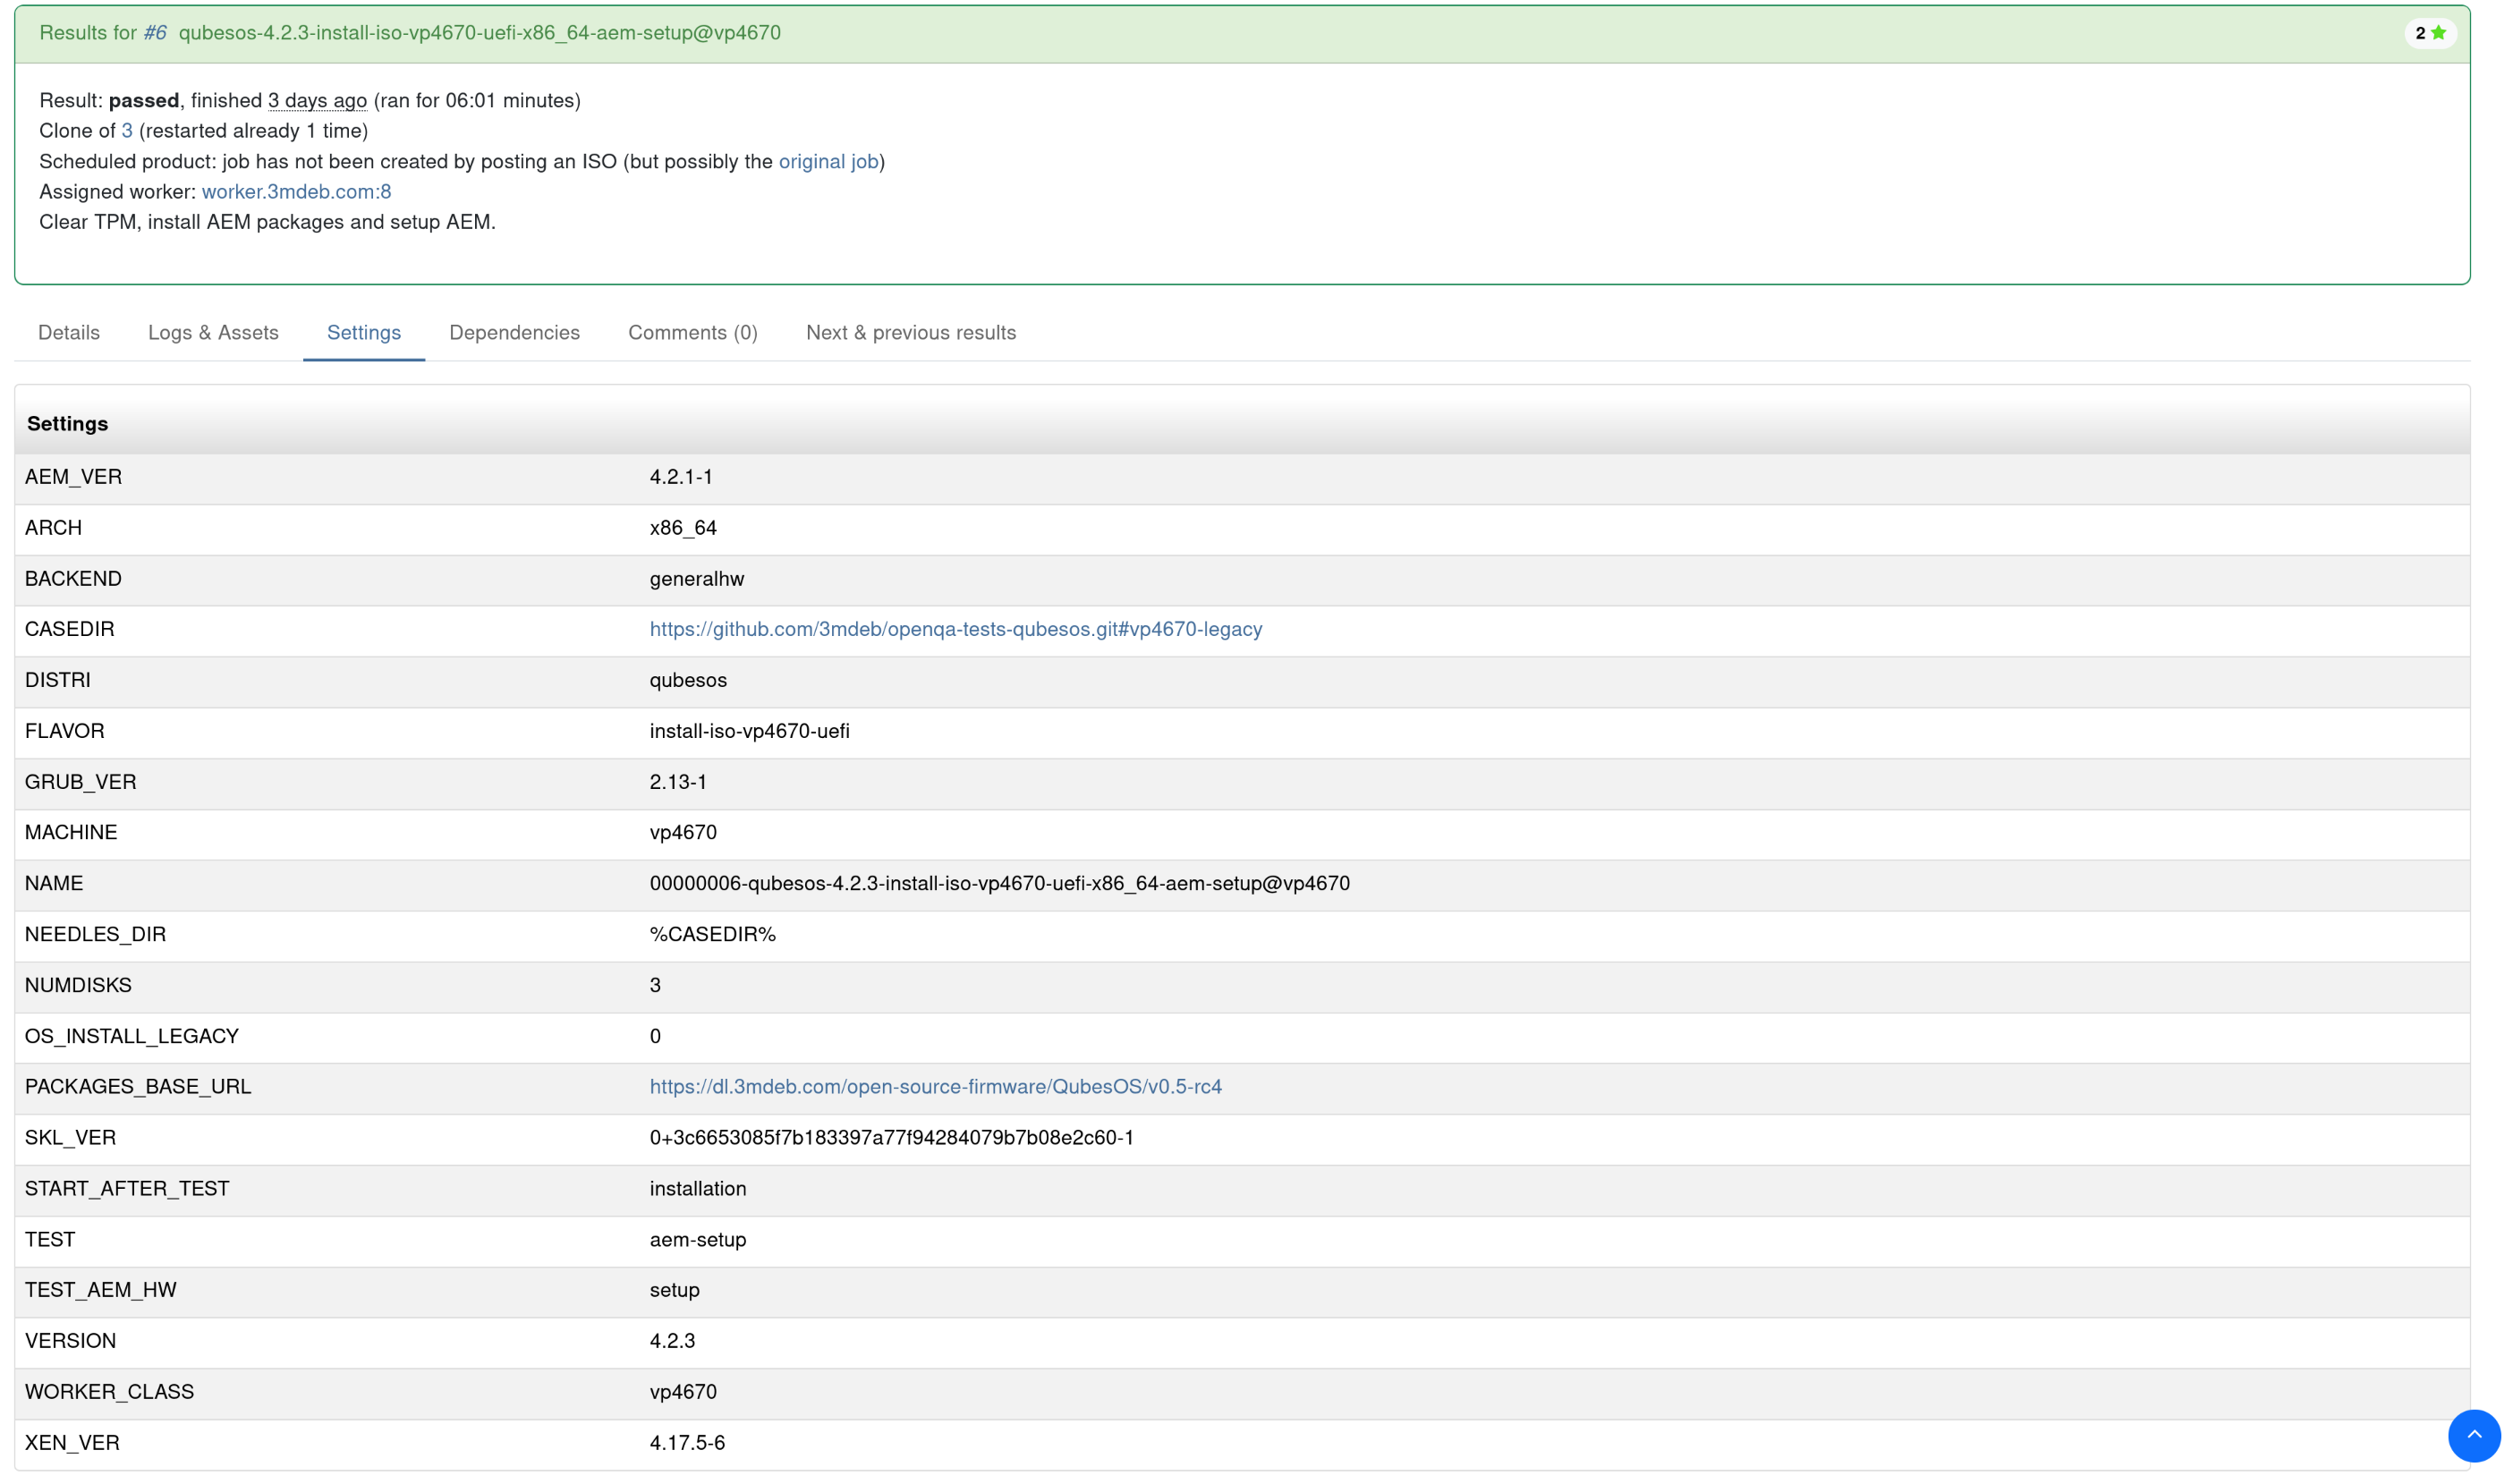 Results for #6 qubesos-4.2.3-install-iso-vp4670-uefi-x86_64-aem-setup@vp4670 2
Result: passed, finished 3 days ago (ran for 06:01 minutes)
Clone of 3 (restarted already 1 time)
Scheduled product: job has not been created by posting an ISO (but possibly the original job)
Assigned worker: worker.3mdeb.com:8
Clear TPM, install AEM packages and setup AEM.
Details Logs & Assets Settings Dependencies Comments (0) Next & previous results
Settings
AEM_VER 4.2.1-1
ARCH x86_64
BACKEND generalhw
CASEDIR https://github.com/3mdeb/openqa-tests-qubesos.git#vp4670-legacy
DISTRI qubesos
FLAVOR install-iso-vp4670-uefi
GRUB_VER 2.13-1
MACHINE vp4670
NAME 00000006-qubesos-4.2.3-install-iso-vp4670-uefi-x86_64-aem-setup@vp4670
NEEDLES_DIR %CASEDIR%
NUMDISKS 3
OS_INSTALL_LEGACY 0
PACKAGES_BASE_URL https://dl.3mdeb.com/open-source-firmware/QubesOS/v0.5-rc4
SKL_VER 0+3c6653085f7b183397a77f94284079b7b08e2c60-1
START_AFTER_TEST installation
TEST aem-setup
TEST_AEM_HW setup
VERSION 4.2.3
WORKER_CLASS vp4670
XEN_VER 4.17.5-6